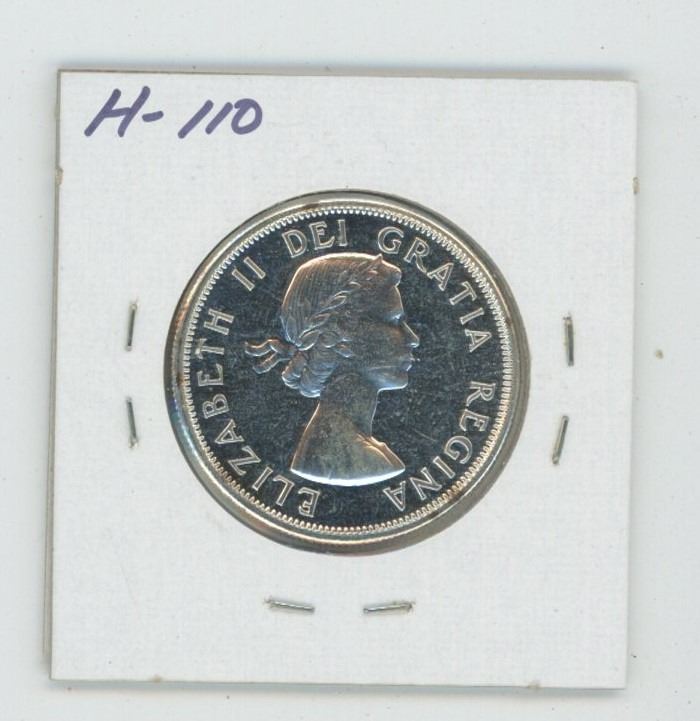 H-110
ELIZABETH II DEI GRATIA REGINA